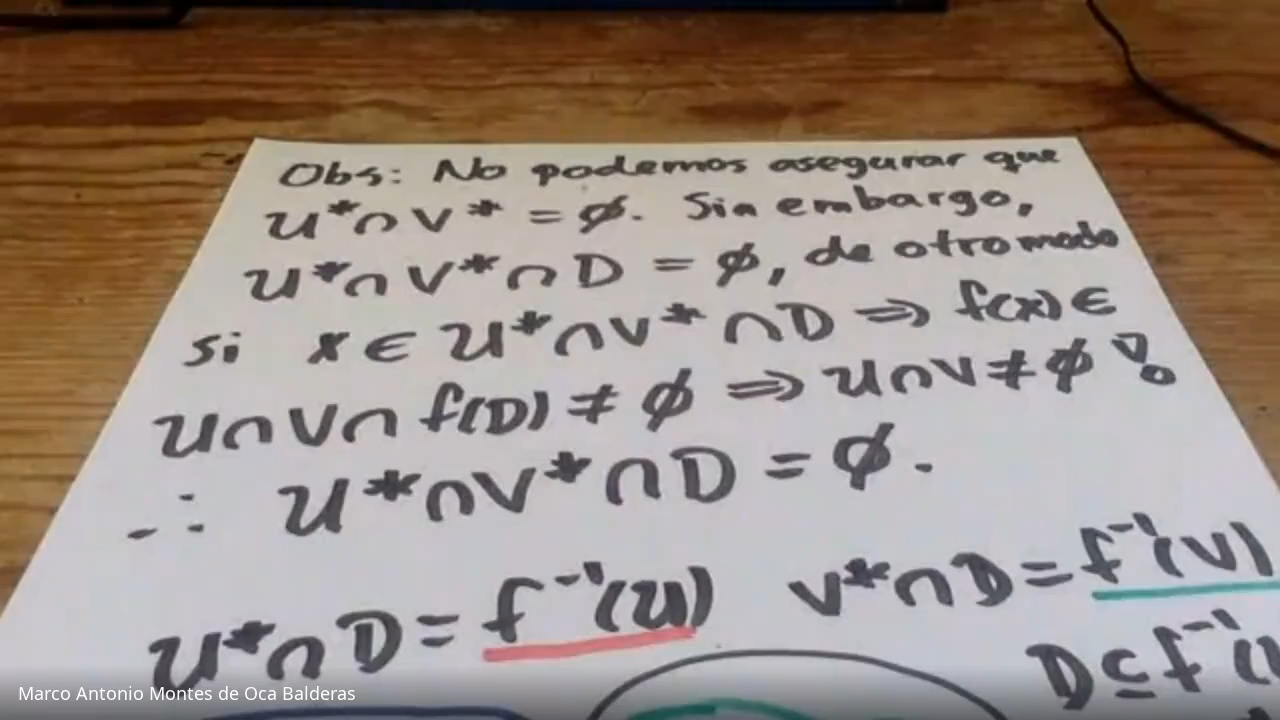 Obs: No podemos asegurar que
U*∩V* = ∅. Sin embargo,
U*∩V*∩D = ∅, de otro modo
si x ∈ U*∩V*∩D ⇒ f(x) ∈
U∩V∩f(D) ≠ ∅ ⇒ U∩V ≠ ∅ !
∴ U*∩V*∩D = ∅.
U*∩D = f⁻¹(U) V*∩D = f⁻¹(V)
D ⊆ f⁻¹(
Marco Antonio Montes de Oca Balderas